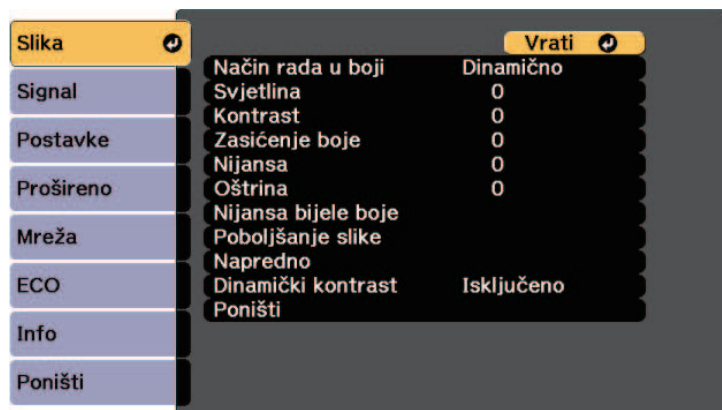 Slika
Signal
Postavke
Prošireno
Mreža
ECO
Info
Poništi
Vrati
Način rada u boji Dinamično
Svjetlina 0
Kontrast 0
Zasićenje boje 0
Nijansa 0
Oštrina 0
Nijansa bijele boje
Poboljšanje slike
Napredno
Dinamički kontrast Isključeno
Poništi